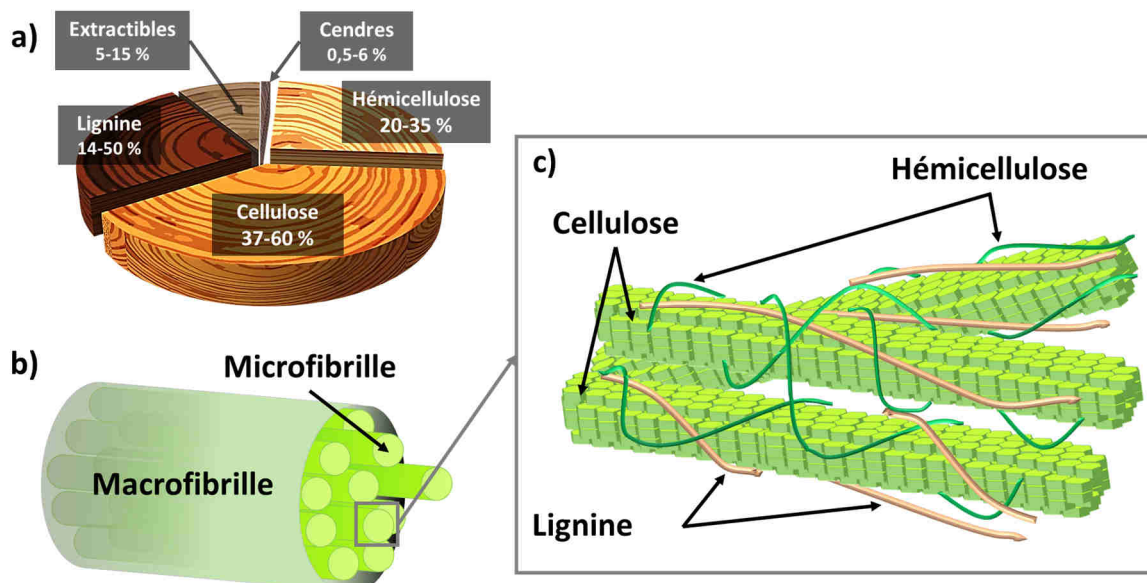 a)
Extractibles
5-15 %
Cendres
0,5-6 %
Hémicellulose
20-35 %
Lignine
14-50 %
Cellulose
37-60 %
b)
Microfibrille
Macrofibrille
c)
Hémicellulose
Cellulose
Lignine